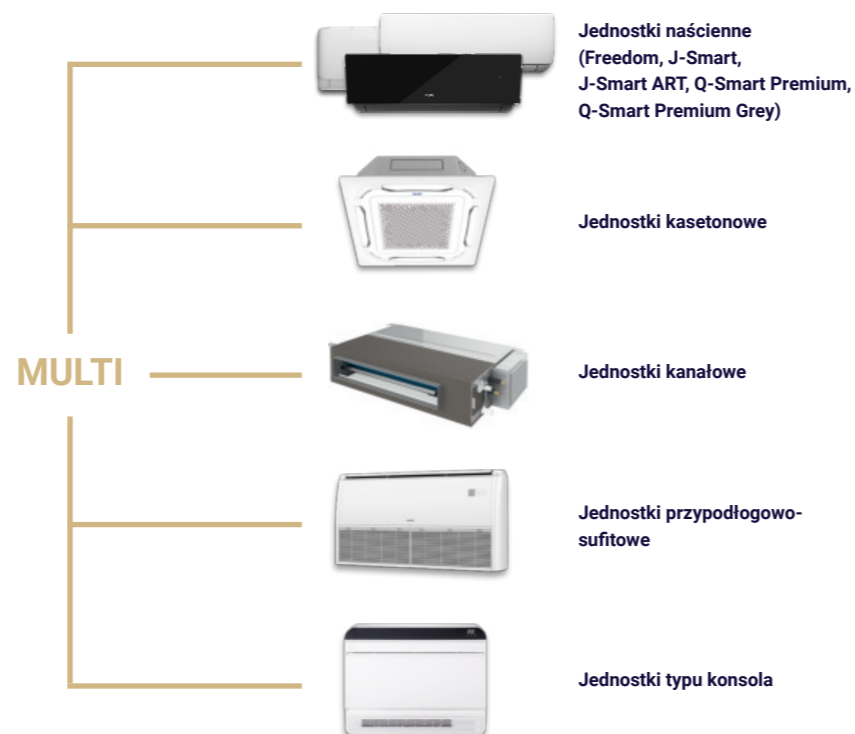 Jednostki naścienne
(Freedom, J-Smart,
J-Smart ART, Q-Smart Premium,
Q-Smart Premium Grey)
Jednostki kasetonowe
MULTI
Jednostki kanałowe
Jednostki przypodłogowo-
sufitowe
Jednostki typu konsola